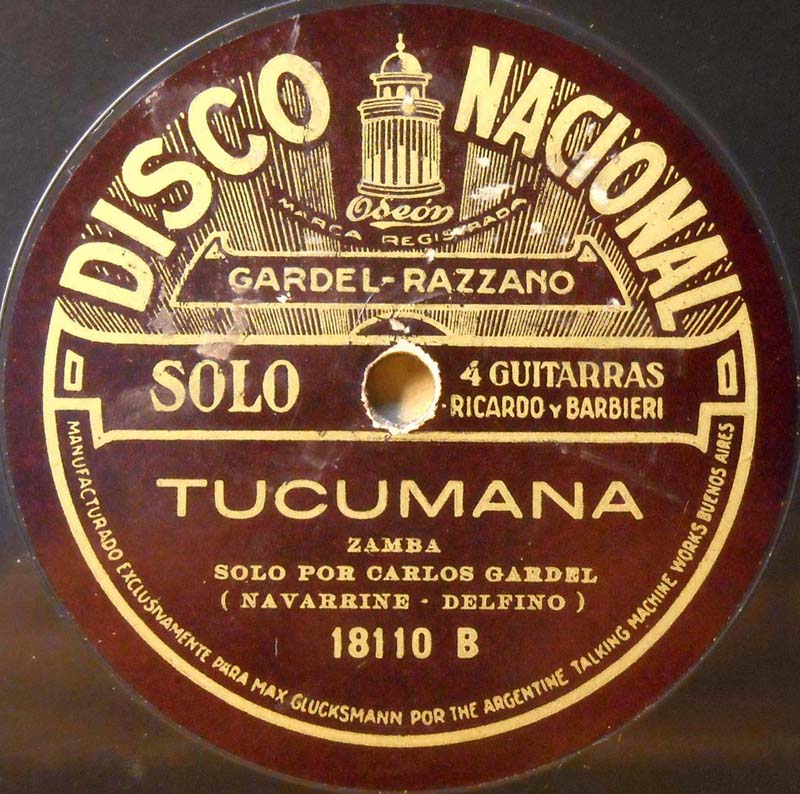 DISCO NACIONAL
Odeón
MARCA REGISTRADA
GARDEL-RAZZANO
SOLO
4 GUITARRAS
RICARDO Y BARBIERI
TUCUMANA
ZAMBA
SOLO POR CARLOS GARDEL
( NAVARRINE - DELFINO )
18110 B
MANUFACTURADO EXCLUSIVAMENTE PARA MAX GLUCKSMANN POR THE ARGENTINE TALKING MACHINE WORKS BUENOS AIRES